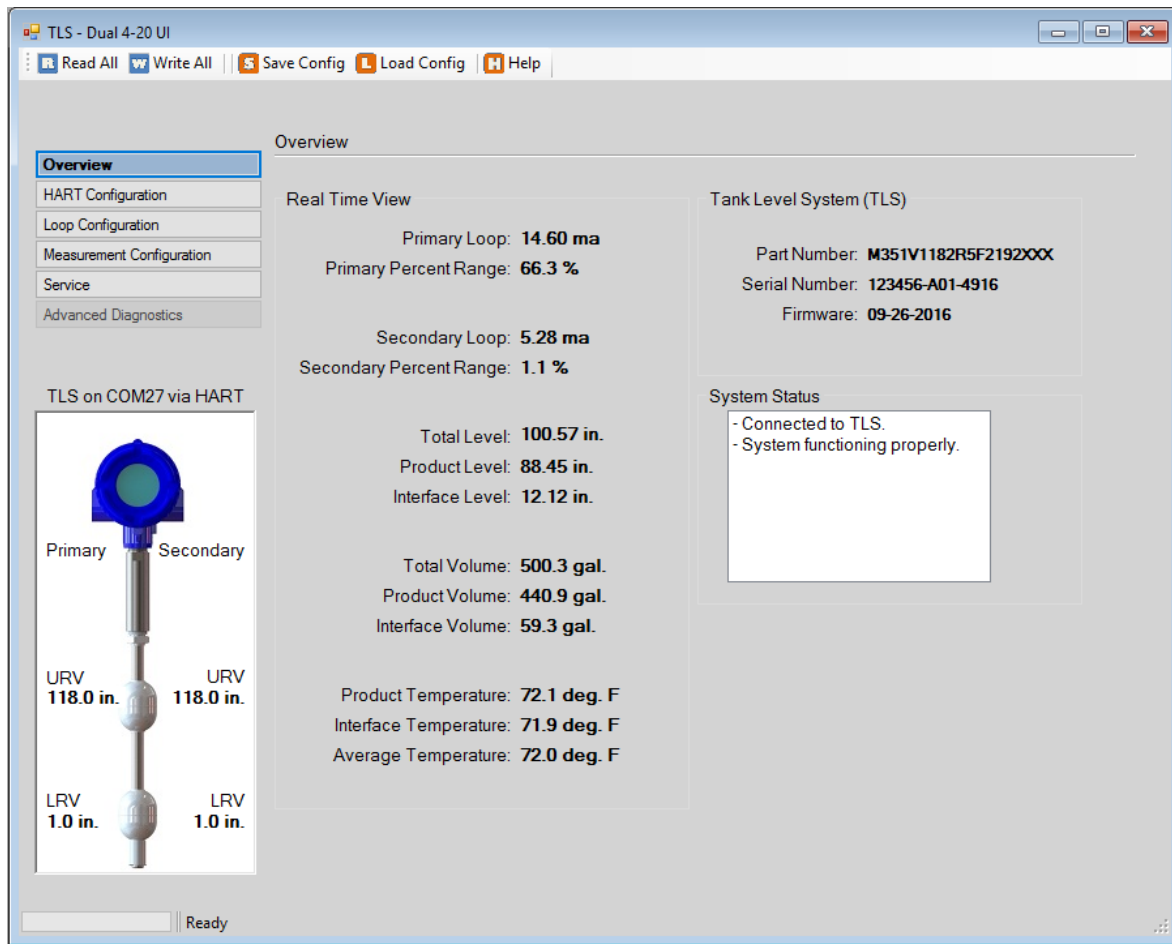 TLS - Dual 4-20 UI
R Read All W Write All S Save Config L Load Config H Help
Overview
Overview
HART Configuration
Loop Configuration
Measurement Configuration
Service
Advanced Diagnostics
TLS on COM27 via HART
Primary Secondary
URV URV
118.0 in. 118.0 in.
LRV LRV
1.0 in. 1.0 in.
Real Time View
Primary Loop: 14.60 ma
Primary Percent Range: 66.3 %
Secondary Loop: 5.28 ma
Secondary Percent Range: 1.1 %
Total Level: 100.57 in.
Product Level: 88.45 in.
Interface Level: 12.12 in.
Total Volume: 500.3 gal.
Product Volume: 440.9 gal.
Interface Volume: 59.3 gal.
Product Temperature: 72.1 deg. F
Interface Temperature: 71.9 deg. F
Average Temperature: 72.0 deg. F
Tank Level System (TLS)
Part Number: M351V1182R5F2192XXX
Serial Number: 123456-A01-4916
Firmware: 09-26-2016
System Status
- Connected to TLS.
- System functioning properly.
Ready